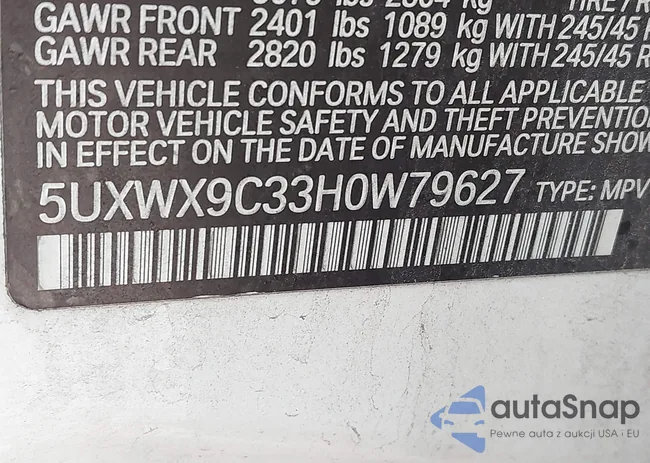 GAWR FRONT 2401 lbs 1089 kg WITH 245/45
GAWR REAR 2820 lbs 1279 kg WITH 245/45 R
THIS VEHICLE CONFORMS TO ALL APPLICABLE
MOTOR VEHICLE SAFETY AND THEFT PREVENTION
IN EFFECT ON THE DATE OF MANUFACTURE SHOW
5UXWX9C33H0W79627 TYPE: MPV
autaSnap
Pewne auta z aukcji USA i EU